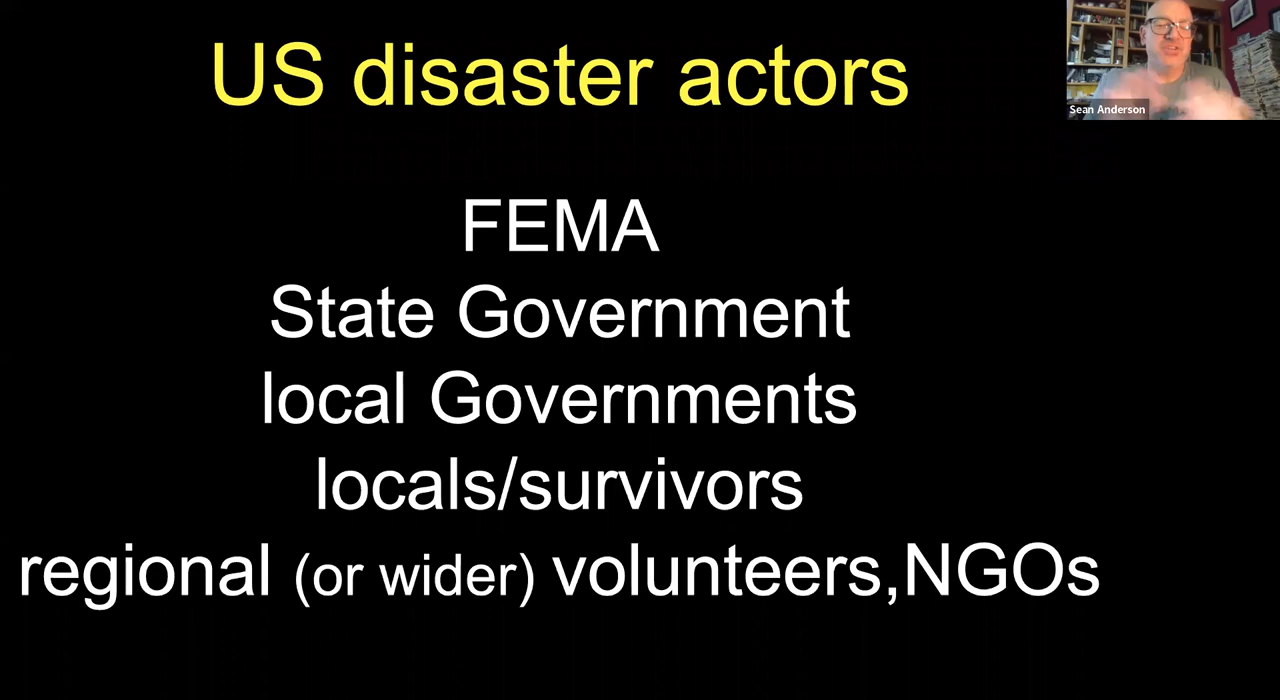 US disaster actors
Sean Anderson
FEMA
State Government
local Governments
locals/survivors
regional (or wider) volunteers,NGOs